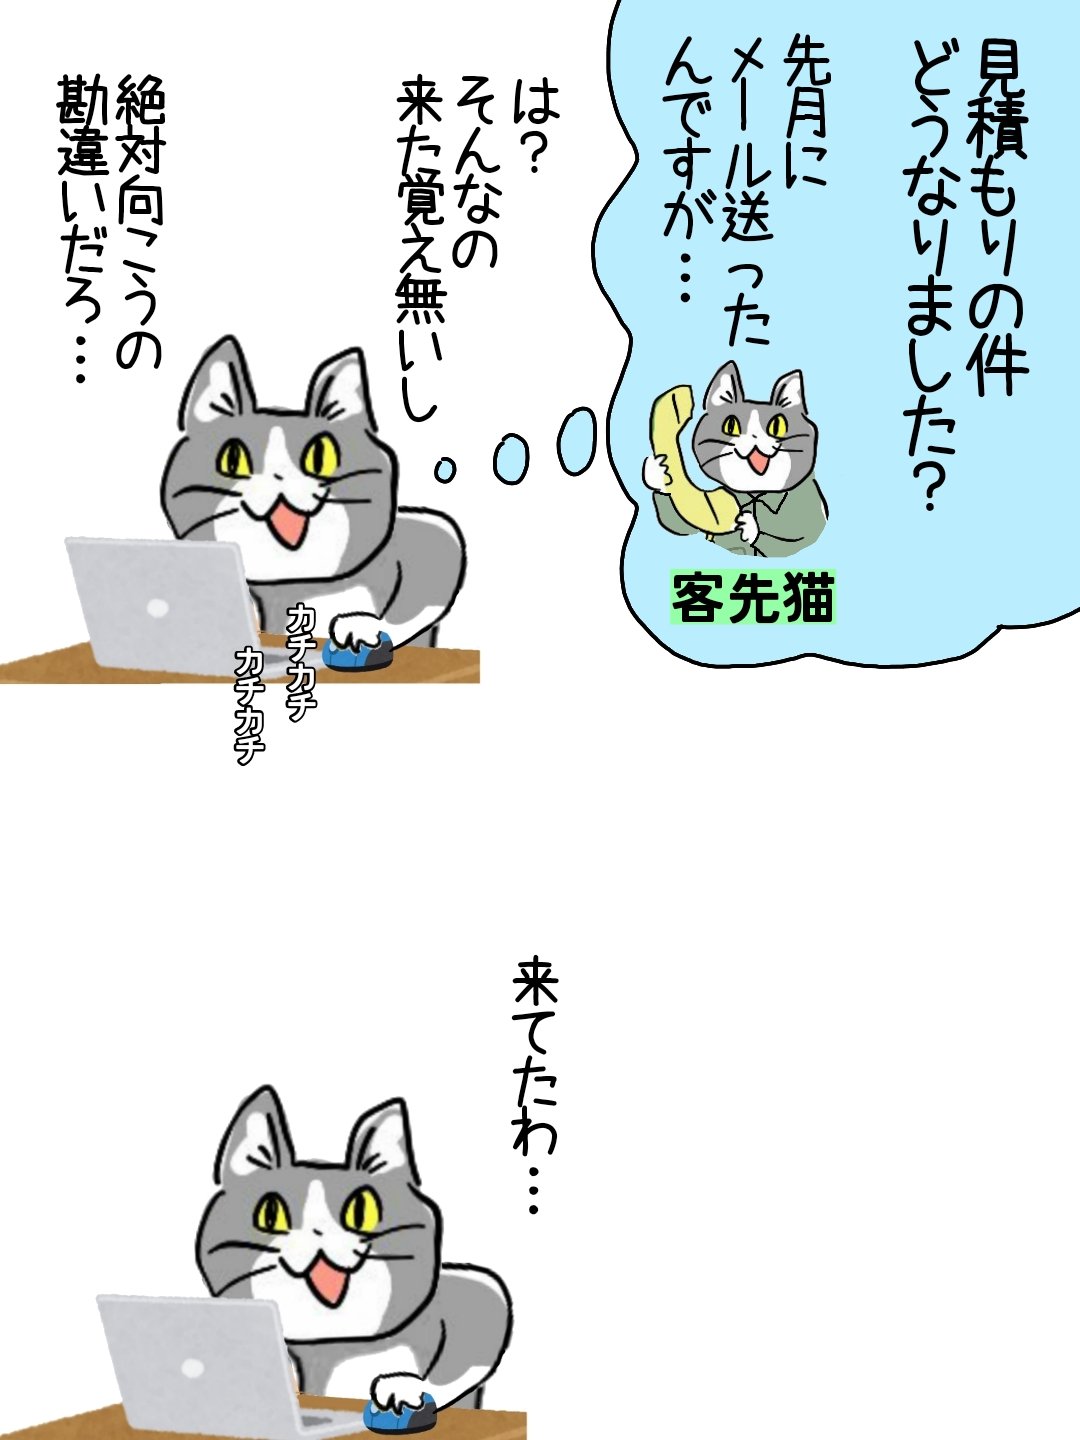 見積もりの件
どうなりました？
先月に
メール送った
んですが…
客先猫
は？
そんなの
来た覚え無いし
絶対向こうの
勘違いだろ…
カチカチ
カチカチ
来てたわ…